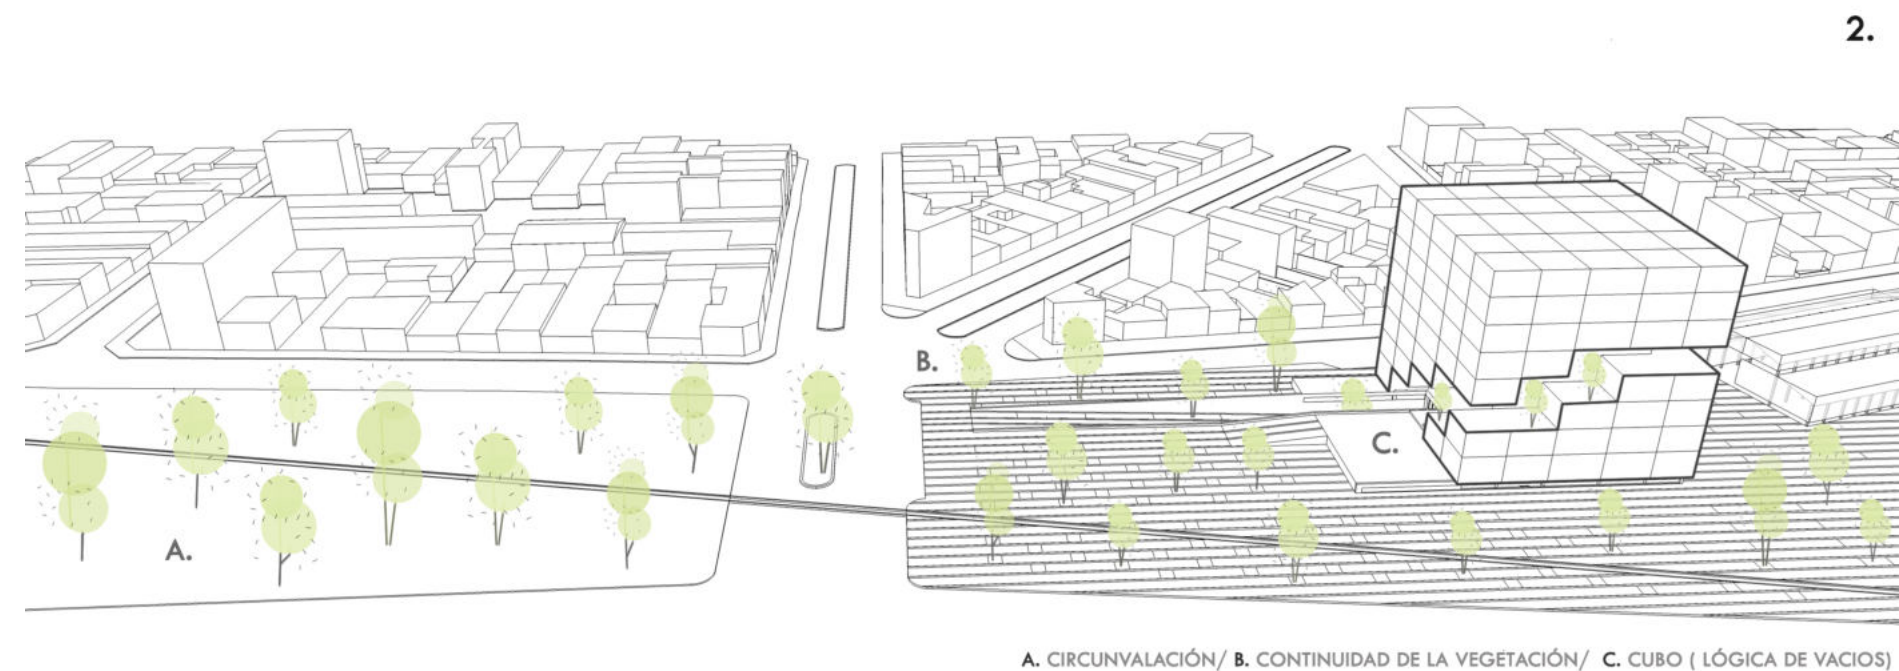 2.
B.
C.
A.
A. CIRCUNVALACIÓN/ B. CONTINUIDAD DE LA VEGETACIÓN/ C. CUBO ( LÓGICA DE VACIOS)